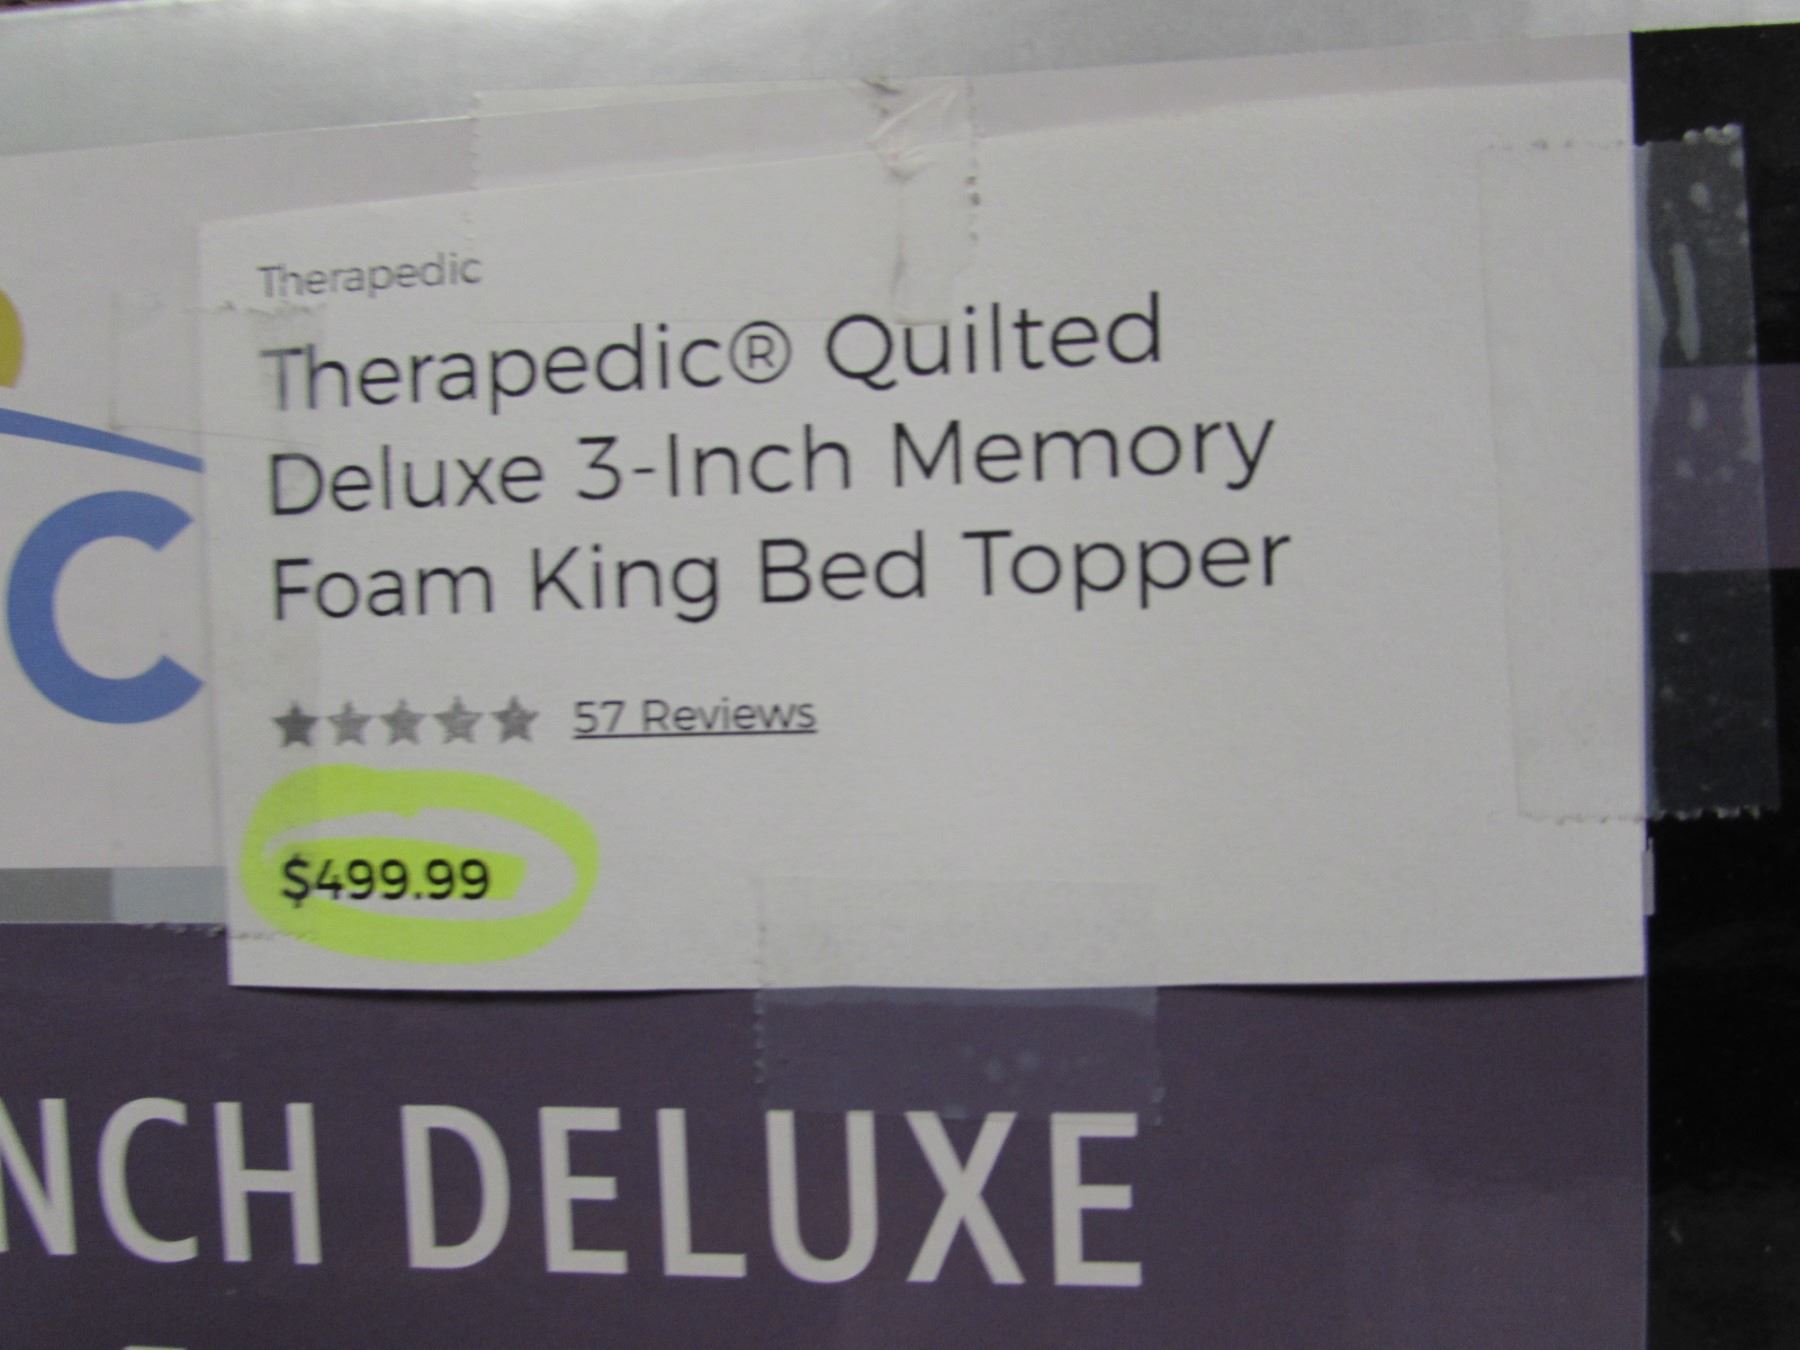 Therapedic
Therapedic® Quilted
Deluxe 3-Inch Memory
Foam King Bed Topper
57 Reviews
$499.99
C
NCH DELUXE